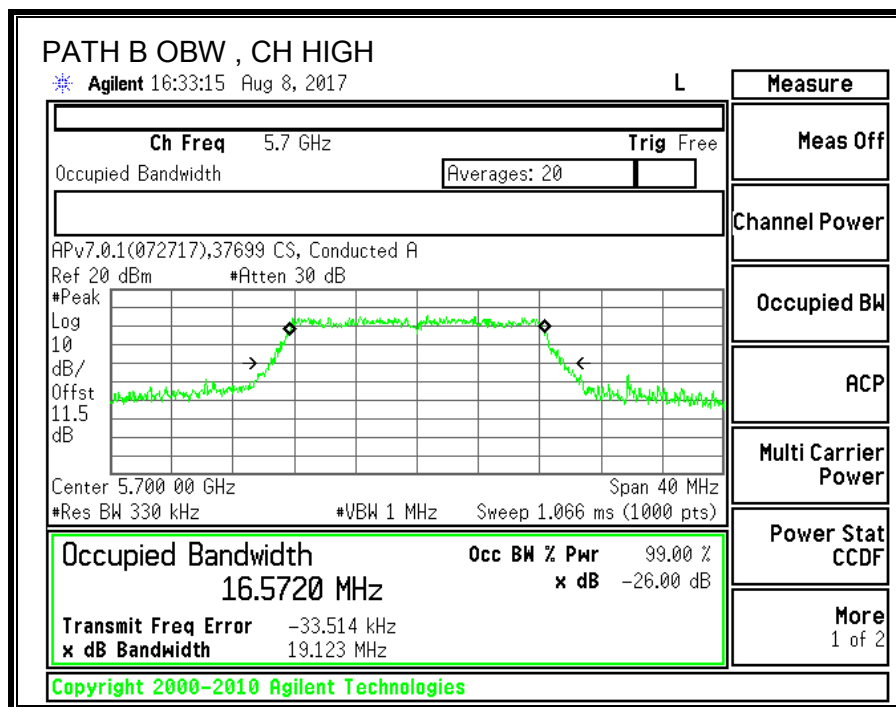 PATH B OBW , CH HIGH
Agilent 16:33:15 Aug 8, 2017 L
Measure
Ch Freq 5.7 GHz Trig Free
Meas Off
Occupied Bandwidth Averages: 20
Channel Power
APv7.0.1(072717),37699 CS, Conducted A
Ref 20 dBm #Atten 30 dB
Occupied BW
#Peak
Log
10
dB/
Offst
11.5
dB
ACP
Multi Carrier
Power
Center 5.700 00 GHz Span 40 MHz
#Res BW 330 kHz #VBW 1 MHz Sweep 1.066 ms (1000 pts)
Power Stat
CCDF
Occupied Bandwidth Occ BW % Pwr 99.00 %
16.5720 MHz x dB -26.00 dB
Transmit Freq Error -33.514 kHz
x dB Bandwidth 19.123 MHz
More
1 of 2
Copyright 2000-2010 Agilent Technologies